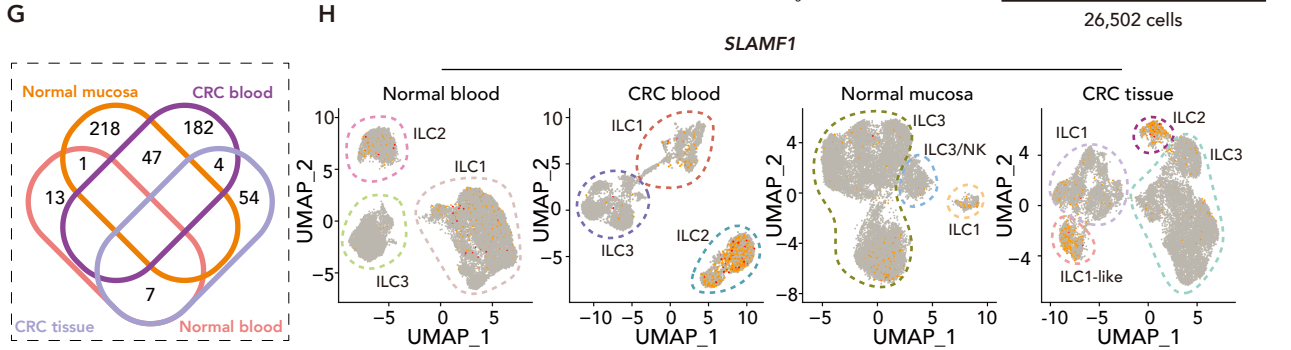 G
Normal mucosa
CRC blood
218
182
1
47
4
13
54
7
CRC tissue
Normal blood
H
26,502 cells
SLAMF1
Normal blood
10
5
0
−5
UMAP_2
ILC2
ILC1
ILC3
−5
0
5
UMAP_1
CRC blood
10
5
0
−5
UMAP_2
ILC1
ILC3
ILC2
−10
−5
0
5
10
UMAP_1
Normal mucosa
4
0
−4
−8
UMAP_2
ILC3
ILC3/NK
ILC1
−5
0
5
10
UMAP_1
CRC tissue
4
0
−4
UMAP_2
ILC2
ILC1
ILC3
ILC1-like
-10
−5
0
5
UMAP_1